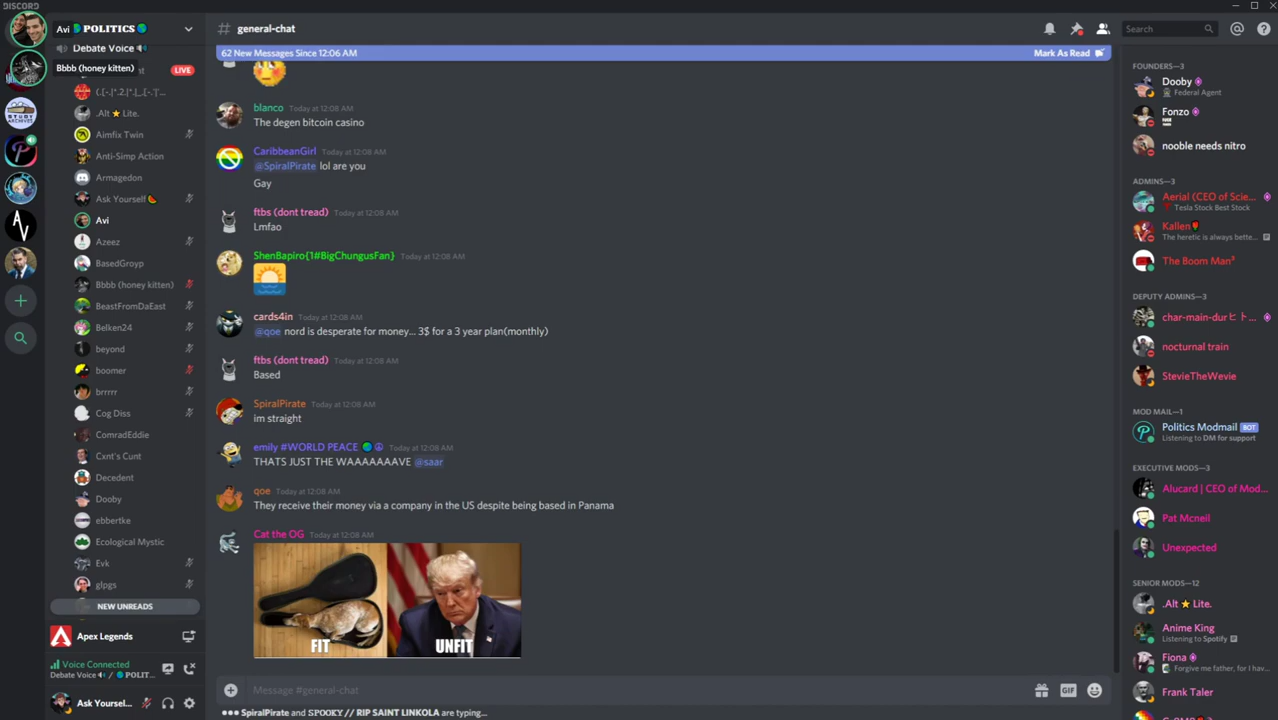 DISCORD
Avi POLITICS
Debate Voice
Bbbb (honey kitten)
LIVE
(.[-.|*.2.|*.[_,[-.'|'...
.Alt Lite.
Aimfix Twin
Anti-Simp Action
Armagedon
Ask Yourself
Avi
Azeez
BasedGroyp
Bbbb (honey kitten)
BeastFromDaEast
Belken24
beyond
boomer
brrrrr
Cog Diss
ComradEddie
Cxnt's Cunt
Decedent
Dooby
ebbertke
Ecological Mystic
Evk
glpgs
NEW UNREADS
Apex Legends
Voice Connected
Debate Voice / POLIT...
Ask Yoursel...
STUDY
ARCHIVED
# general-chat
Search
62 New Messages Since 12:06 AM
Mark As Read
blanco Today at 12:08 AM
The degen bitcoin casino
CaribbeanGirl Today at 12:08 AM
@SpiralPirate lol are you
Gay
ftbs (dont tread) Today at 12:08 AM
Lmfao
ShenBapiro{1#BigChungusFan} Today at 12:08 AM
cards4in Today at 12:08 AM
@qoe nord is desperate for money... 3$ for a 3 year plan(monthly)
ftbs (dont tread) Today at 12:08 AM
Based
SpiralPirate Today at 12:08 AM
im straight
emily #WORLD PEACE Today at 12:08 AM
THATS JUST THE WAAAAAAAVE @saar
qoe Today at 12:08 AM
They receive their money via a company in the US despite being based in Panama
Cat the OG Today at 12:08 AM
FIT
UNFIT
Message #general-chat
GIF
SpiralPirate and SPOOKY // RIP SAINT LINKOLA are typing...
FOUNDERS—3
Dooby
Federal Agent
Fonzo
nooble needs nitro
ADMINS—3
Aerial (CEO of Scie...
Tesla Stock Best Stock
Kallen
The heretic is always bette...
The Boom Man³
DEPUTY ADMINS—3
char-main-durヒト...
nocturnal train
StevieTheWevie
MOD MAIL—1
Politics Modmail BOT
Listening to DM for support
EXECUTIVE MODS—3
Alucard | CEO of Mod...
Pat Mcneil
Unexpected
SENIOR MODS—12
.Alt Lite.
Anime King
Listening to Spotify
Fiona
Forgive me father, for I hav...
Frank Taler